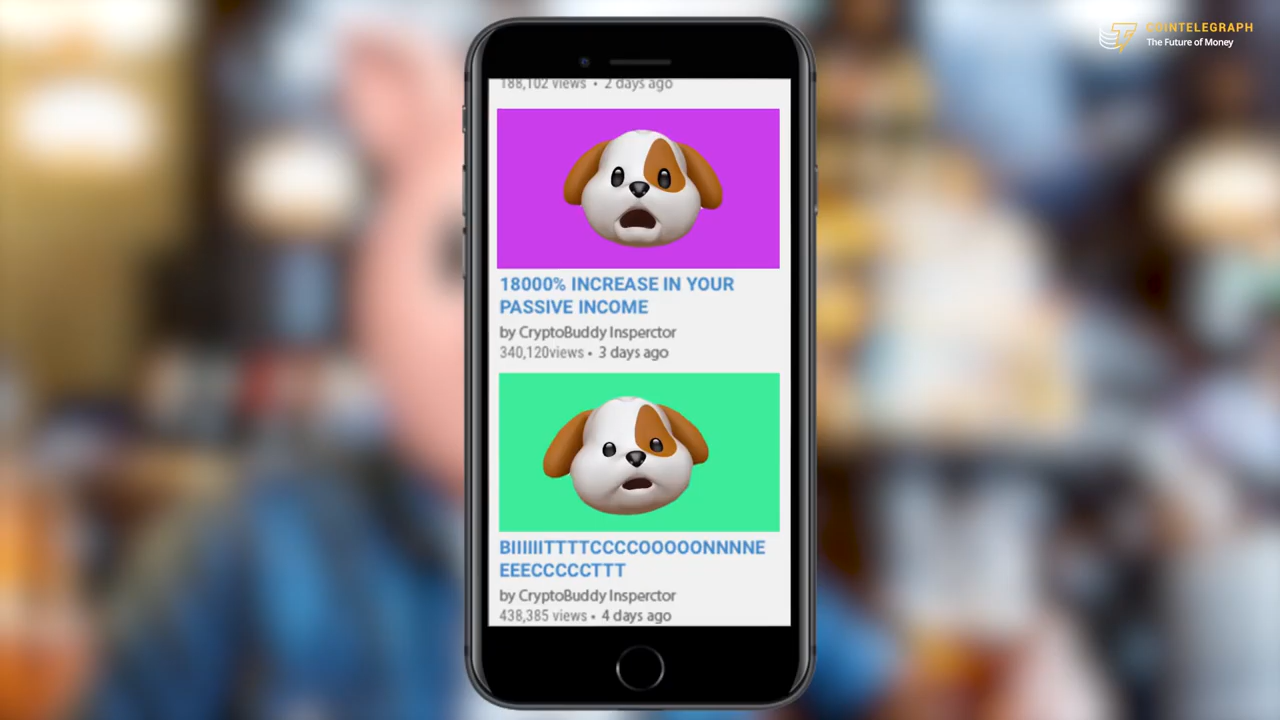 COINTELEGRAPH
The Future of Money
188,102 views • 2 days ago
18000% INCREASE IN YOUR
PASSIVE INCOME
by CryptoBuddy Insperctor
340,120views • 3 days ago
BIIIIIITTTTCCCCOOOOONNNNE
EEECCCCCTTT
by CryptoBuddy Insperctor
438,385 views • 4 days ago